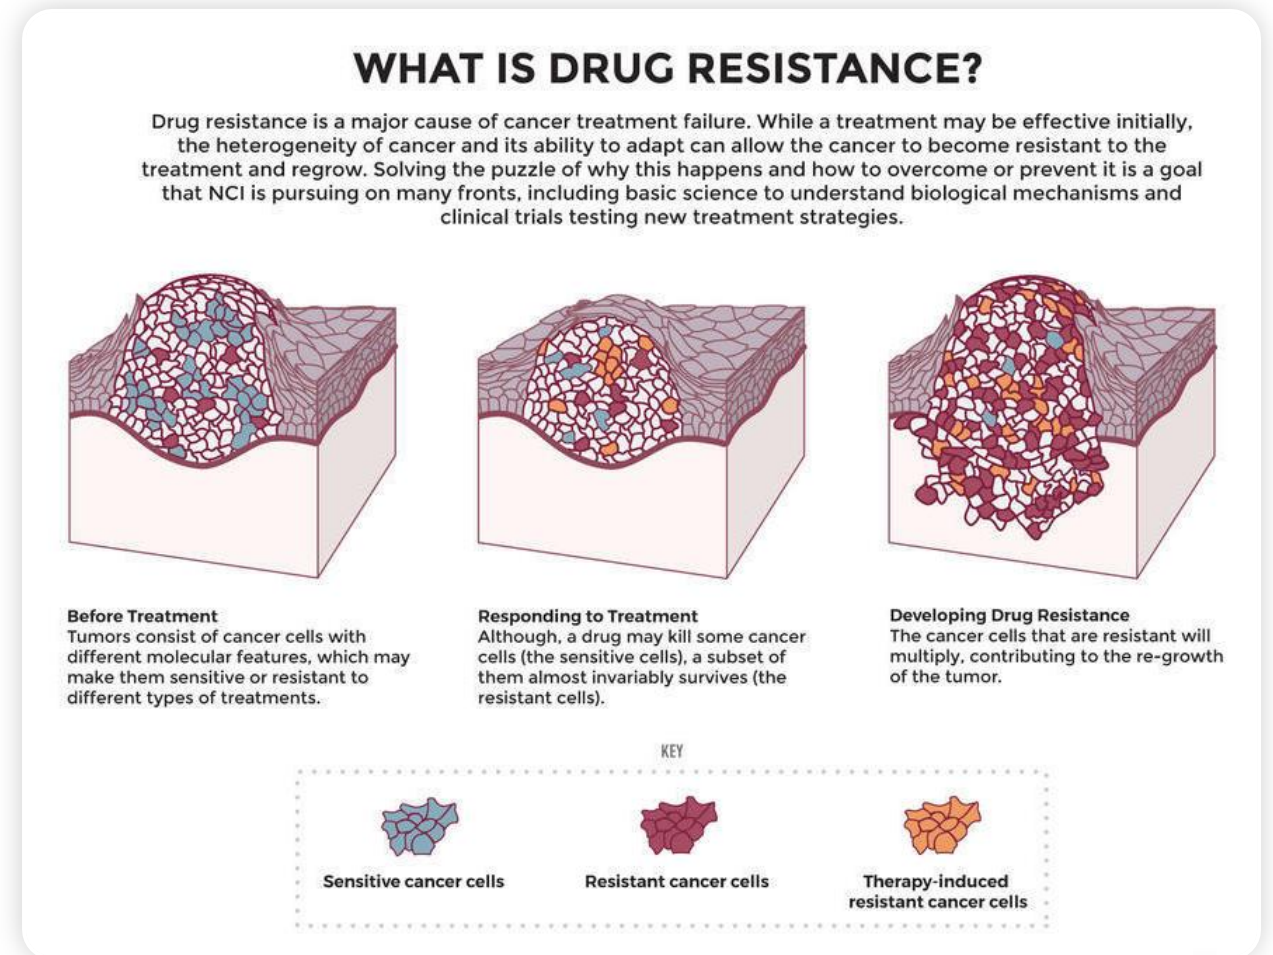 WHAT IS DRUG RESISTANCE?
Drug resistance is a major cause of cancer treatment failure. While a treatment may be effective initially,
the heterogeneity of cancer and its ability to adapt can allow the cancer to become resistant to the
treatment and regrow. Solving the puzzle of why this happens and how to overcome or prevent it is a goal
that NCI is pursuing on many fronts, including basic science to understand biological mechanisms and
clinical trials testing new treatment strategies.
Before Treatment
Tumors consist of cancer cells with
different molecular features, which may
make them sensitive or resistant to
different types of treatments.
Responding to Treatment
Although, a drug may kill some cancer
cells (the sensitive cells), a subset of
them almost invariably survives (the
resistant cells).
Developing Drug Resistance
The cancer cells that are resistant will
multiply, contributing to the re-growth
of the tumor.
KEY
Sensitive cancer cells
Resistant cancer cells
Therapy-induced
resistant cancer cells